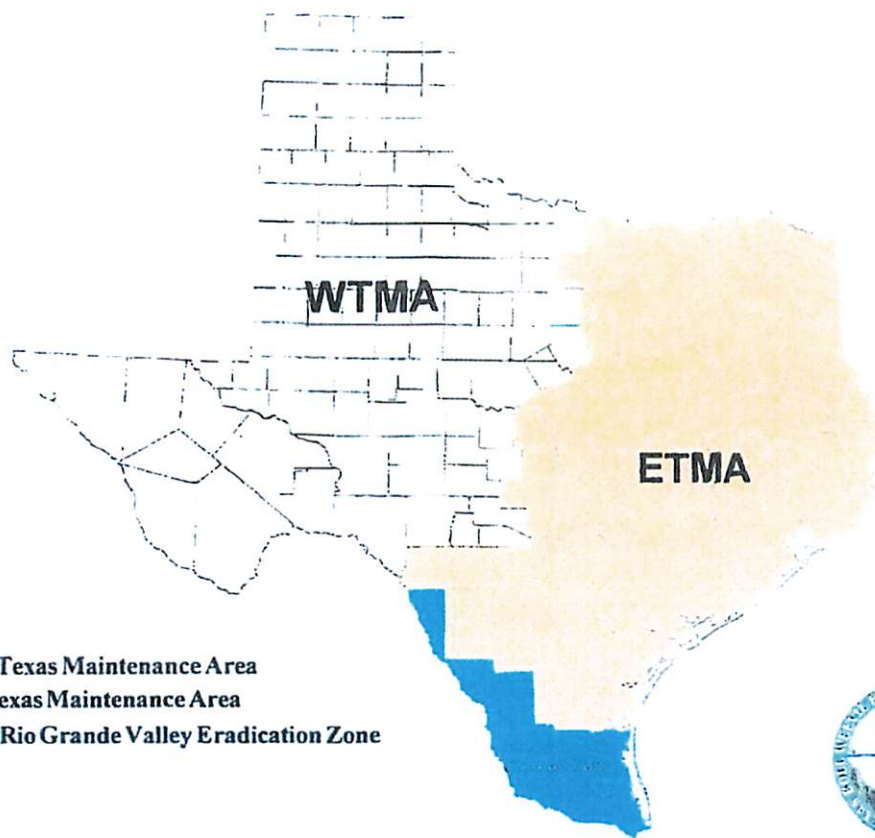 WTMA
ETMA
Texas Maintenance Area
exas Maintenance Area
Rio Grande Valley Eradication Zone